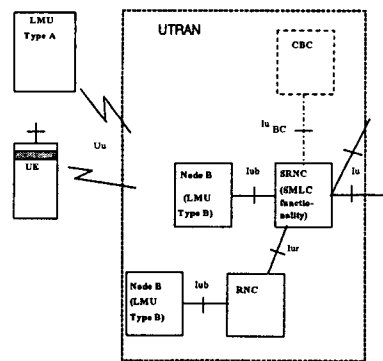 LMU
Type A
UTRAN
CBC
Iu
BC
UE
Uu
Node B
(LMU
Type B)
Iub
SRNC
(SMLC
functio-
nality)
Iu
Iur
Node B
(LMU
Type B)
Iub
RNC